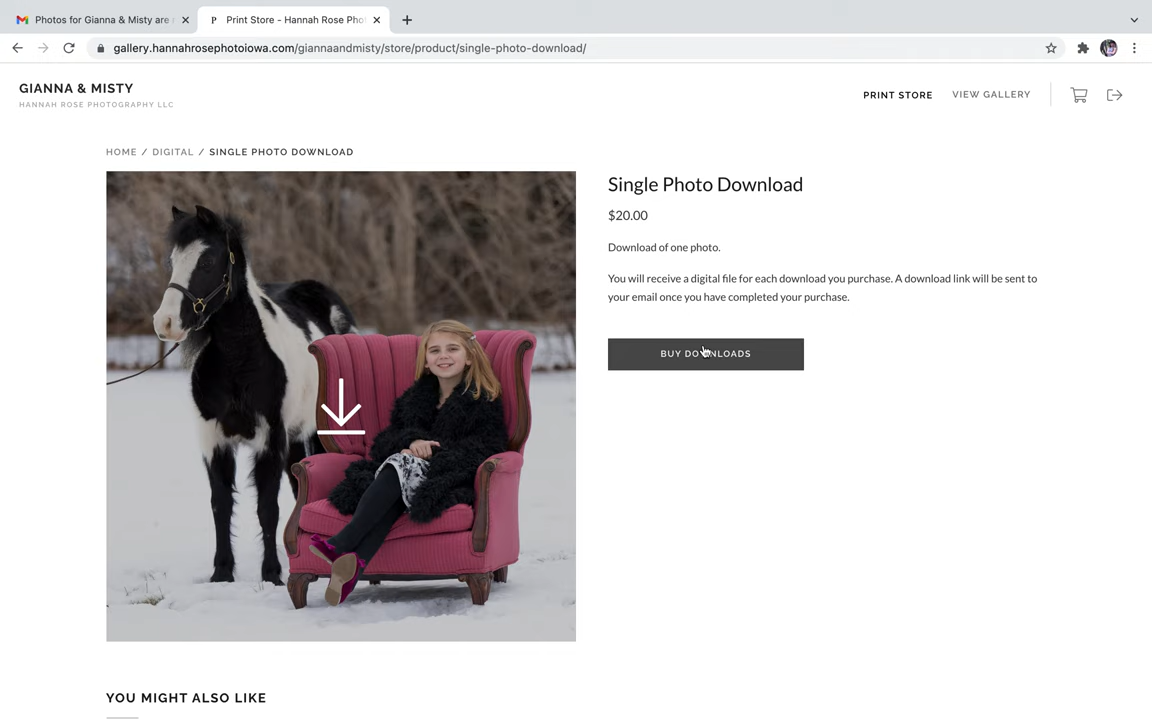 Photos for Gianna & Misty are
Print Store - Hannah Rose Pho
gallery.hannahrosephotoiowa.com/giannaandmisty/store/product/single-photo-download/
GIANNA & MISTY
HANNAH ROSE PHOTOGRAPHY LLC
PRINT STORE
VIEW GALLERY
HOME / DIGITAL / SINGLE PHOTO DOWNLOAD
Single Photo Download
$20.00
Download of one photo.
You will receive a digital file for each download you purchase. A download link will be sent to
your email once you have completed your purchase.
BUY DOWNLOADS
YOU MIGHT ALSO LIKE